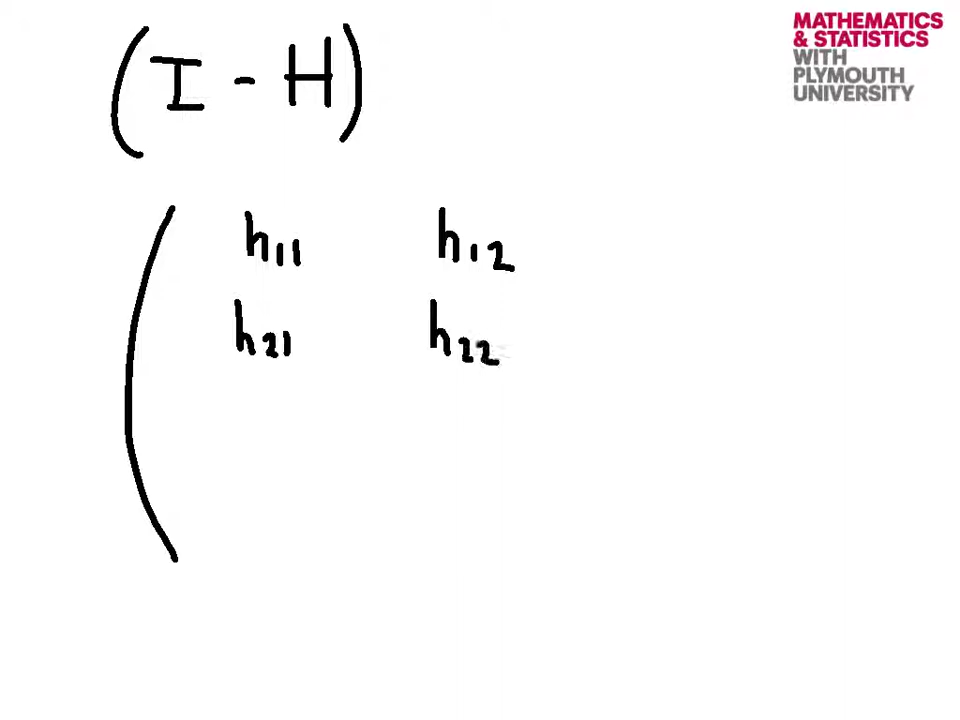 (I - H)
MATHEMATICS
& STATISTICS
WITH
PLYMOUTH
UNIVERSITY
( h11 h12
h21 h22